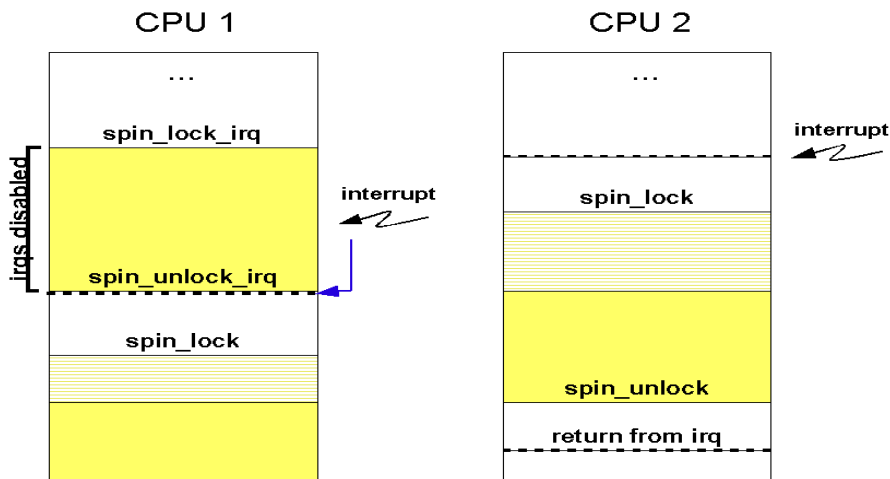 CPU 1
...
spin_lock_irq
irqs disabled
interrupt
spin_unlock_irq
spin_lock
CPU 2
...
interrupt
spin_lock
spin_unlock
return from irq